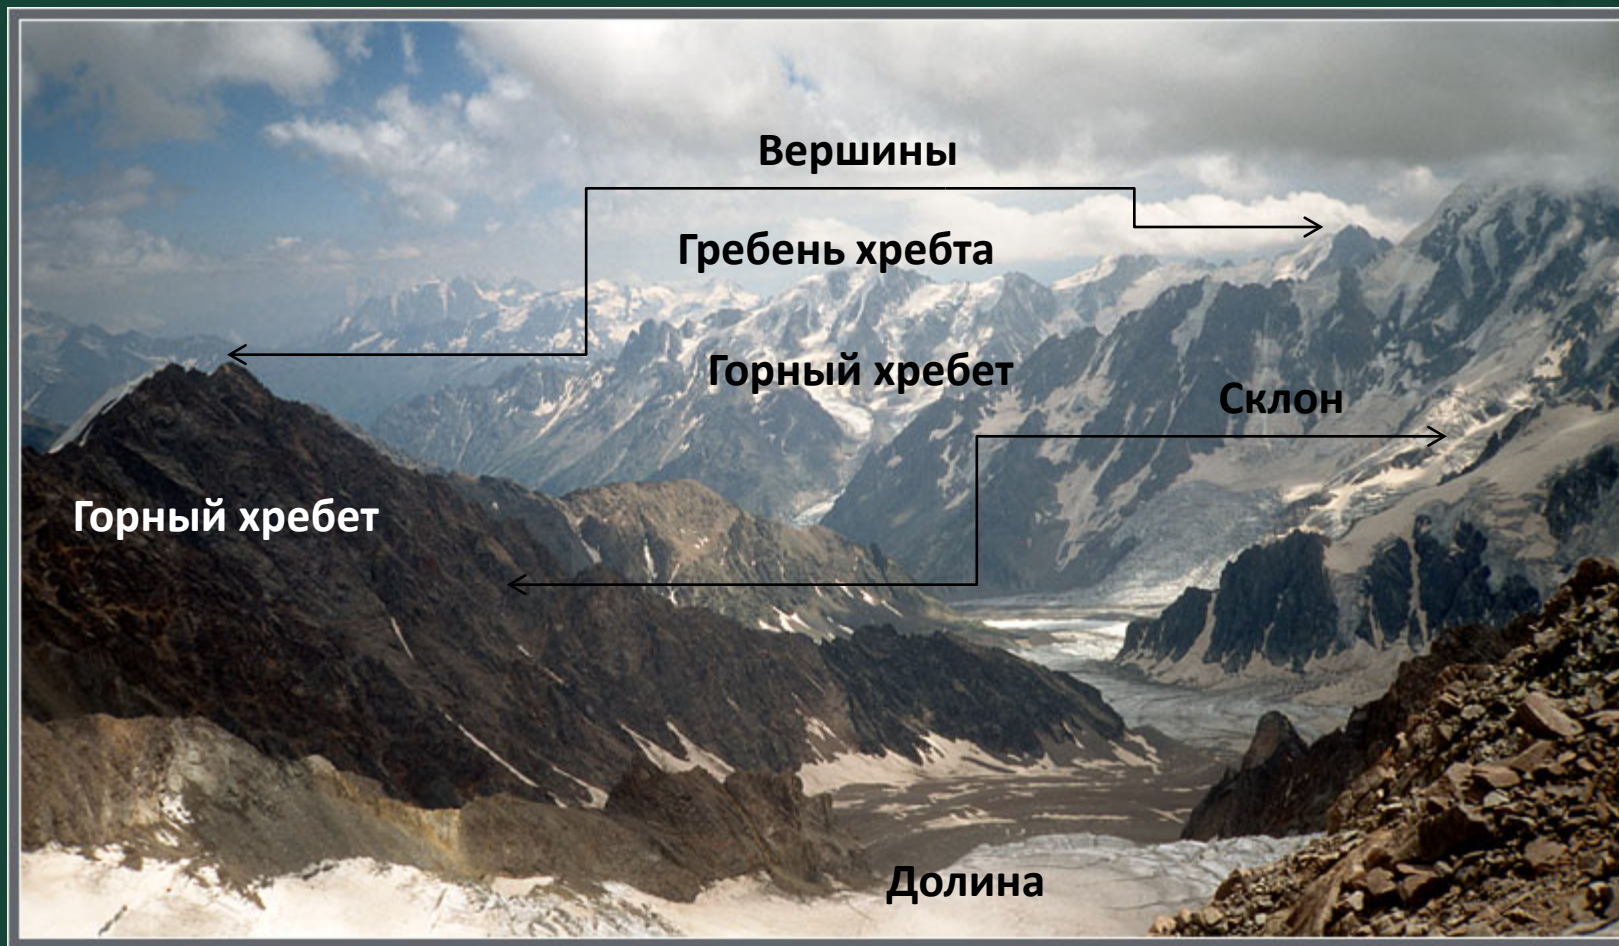 Вершины
Гребень хребта
Горный хребет
Склон
Горный хребет
Долина